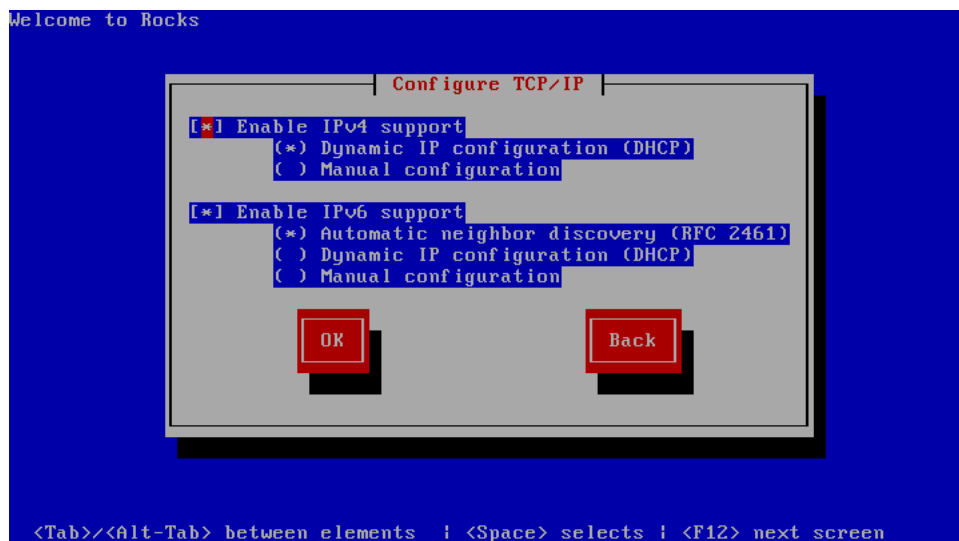 Welcome to Rocks
Configure TCP/IP
[*] Enable IPv4 support
(*) Dynamic IP configuration (DHCP)
( ) Manual configuration
[*] Enable IPv6 support
(*) Automatic neighbor discovery (RFC 2461)
( ) Dynamic IP configuration (DHCP)
( ) Manual configuration
OK Back
<Tab>/<Alt-Tab> between elements | <Space> selects | <F12> next screen